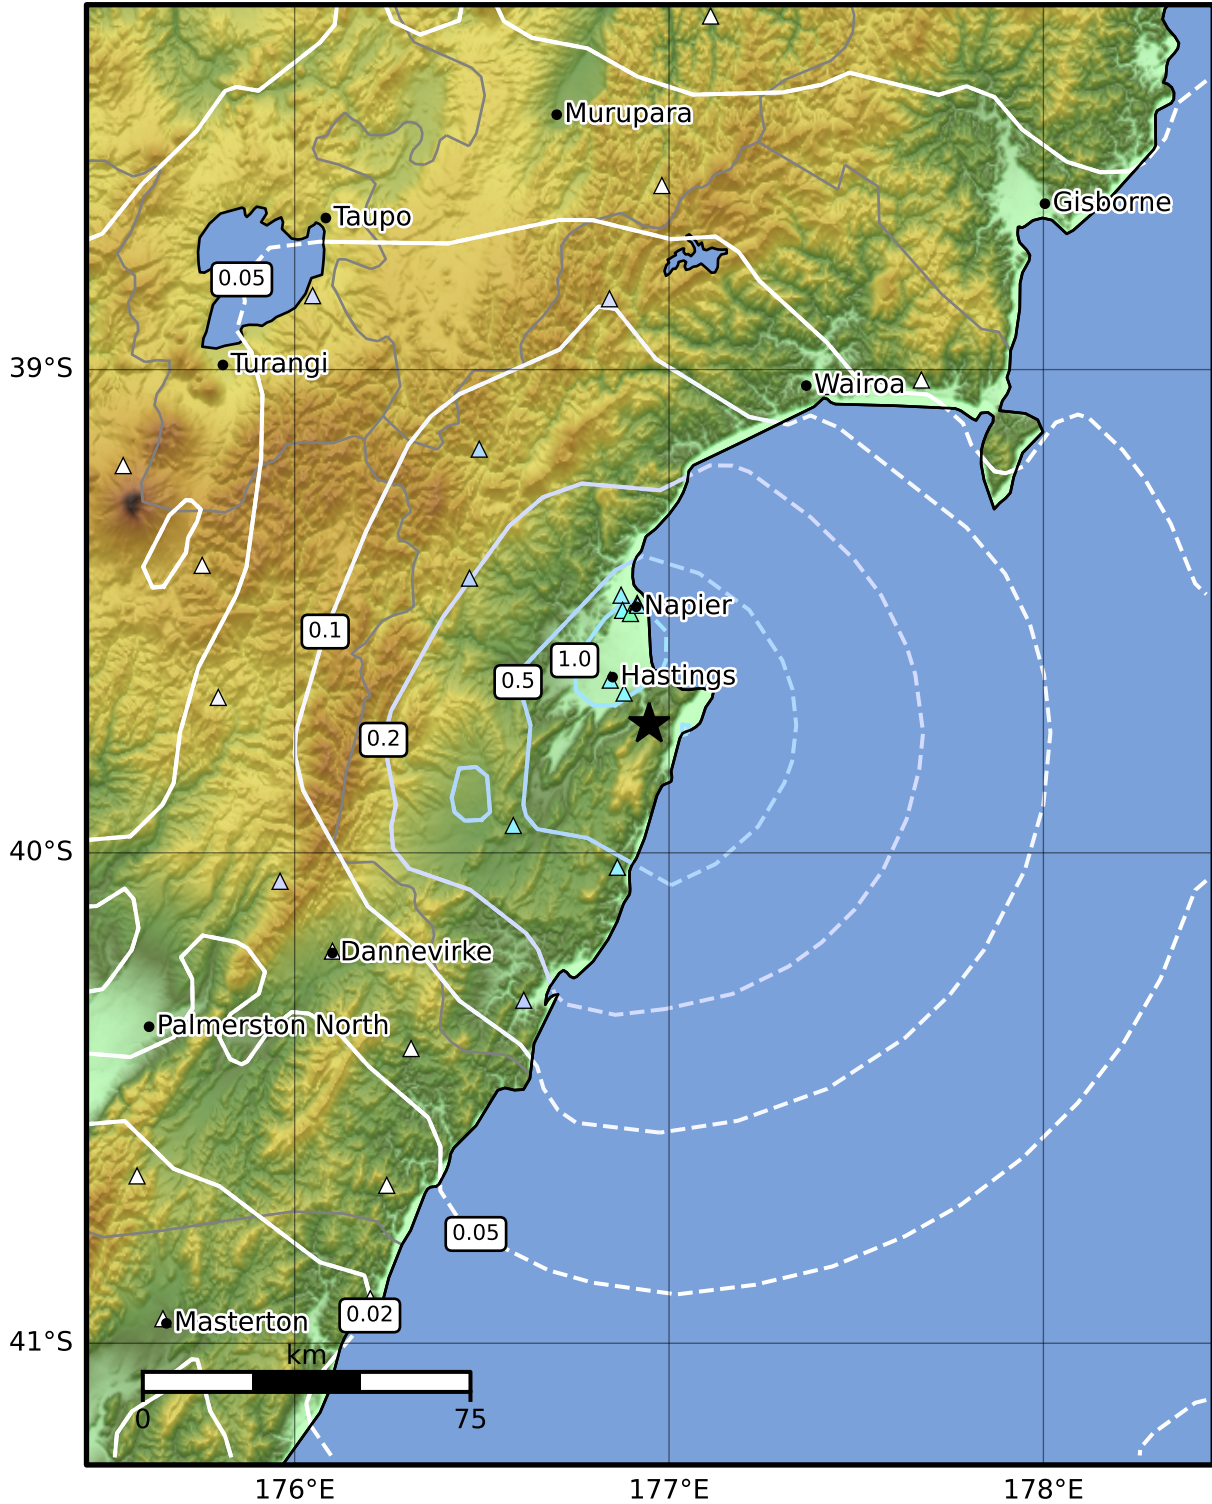 Murupara
Gisborne
Taupo
0.05
Turangi
39°S
Wairoa
Napier
0.1
1.0
Hastings
0.5
0.2
40°S
Dannevirke
Palmerston North
0.05
0.02
Masterton
41°S
km
0
75
176°E
177°E
178°E